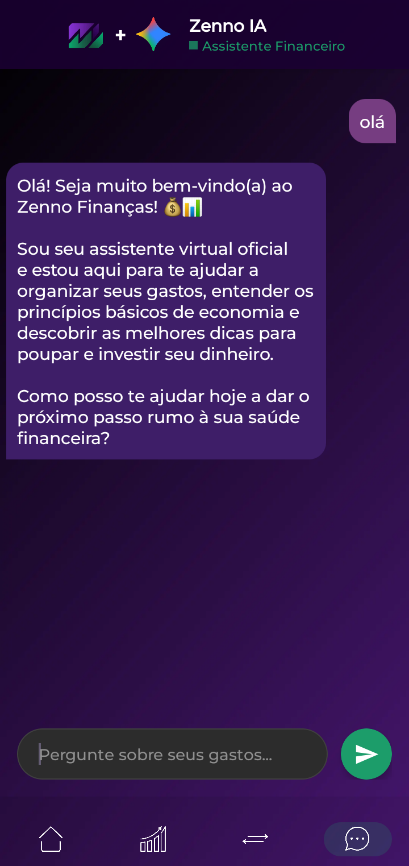 +
Zenno IA
Assistente Financeiro
olá
Olá! Seja muito bem-vindo(a) ao
Zenno Finanças! 💰📊
Sou seu assistente virtual oficial
e estou aqui para te ajudar a
organizar seus gastos, entender os
princípios básicos de economia e
descobrir as melhores dicas para
poupar e investir seu dinheiro.
Como posso te ajudar hoje a dar o
próximo passo rumo à sua saúde
financeira?
Pergunte sobre seus gastos...